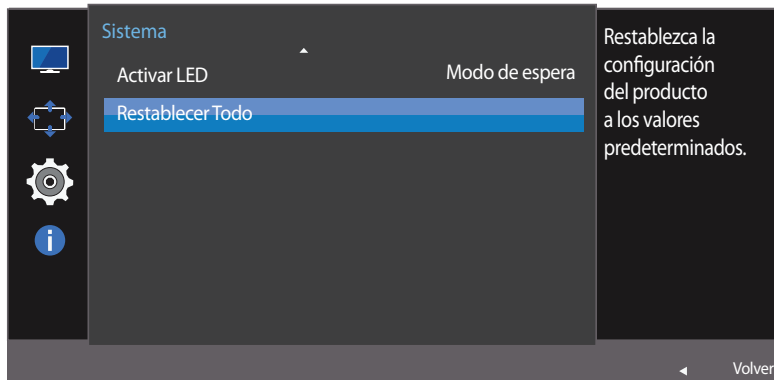 Sistema
Activar LED Modo de espera
Restablecer Todo
Restablezca la
configuración
del producto
a los valores
predeterminados.
Volver